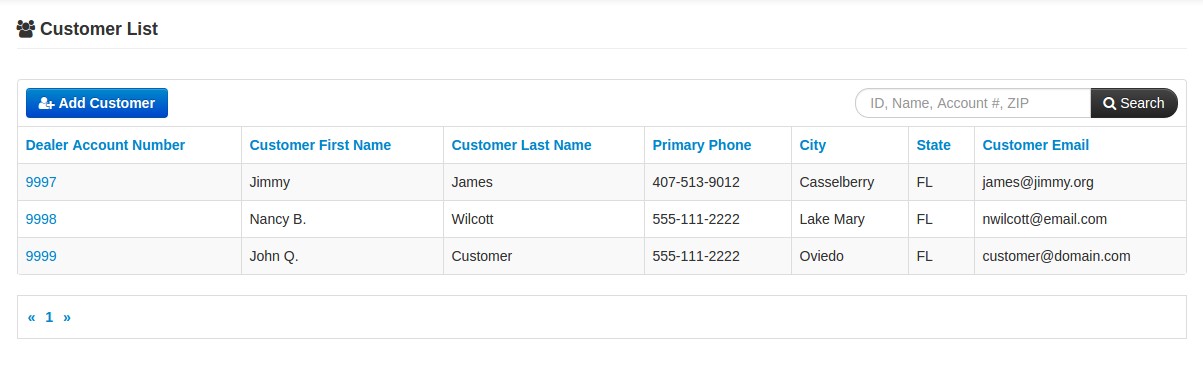 Customer List
Add Customer ID, Name, Account #, ZIP Search
Dealer Account Number Customer First Name Customer Last Name Primary Phone City State Customer Email
9997 Jimmy James 407-513-9012 Casselberry FL james@jimmy.org
9998 Nancy B. Wilcott 555-111-2222 Lake Mary FL nwilcott@email.com
9999 John Q. Customer 555-111-2222 Oviedo FL customer@domain.com
« 1 »